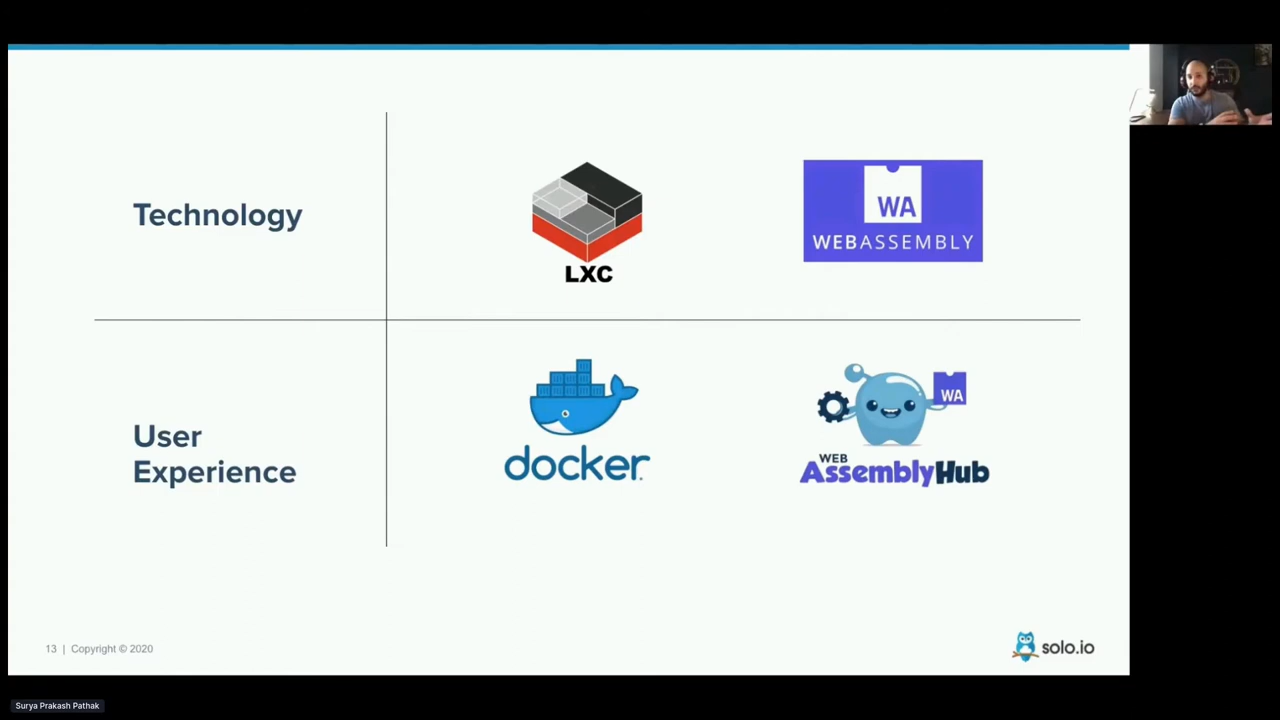 Technology
LXC
WA
WEBASSEMBLY
User
Experience
docker
WA
WEB
AssemblyHub
13 | Copyright © 2020
solo.io
Surya Prakash Pathak